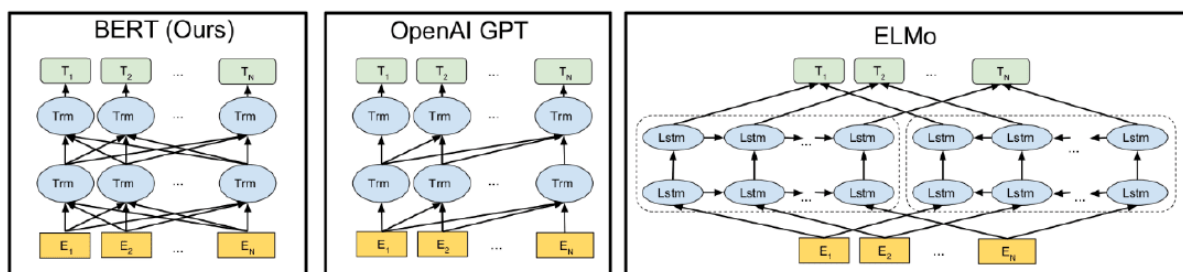 BERT (Ours)
T1 T2 ... TN
Trm Trm ... Trm
Trm Trm ... Trm
E1 E2 ... EN
OpenAI GPT
T1 T2 ... TN
Trm Trm ... Trm
Trm Trm ... Trm
E1 E2 ... EN
ELMo
T1 T2 ... TN
Lstm Lstm ... Lstm Lstm Lstm ... Lstm
Lstm Lstm ... Lstm Lstm Lstm ... Lstm
E1 E2 ... EN